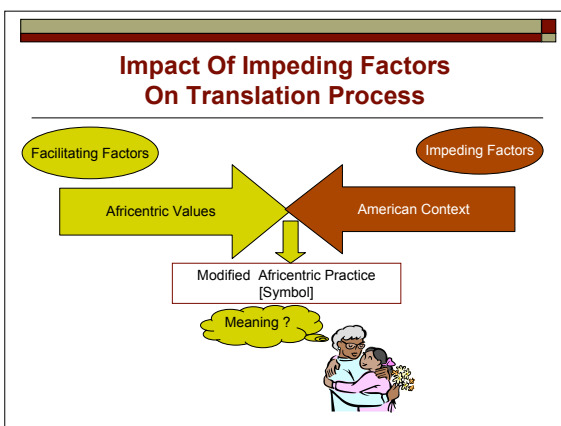 Impact Of Impeding Factors
On Translation Process
Facilitating Factors
Impeding Factors
Africentric Values
American Context
Modified Africentric Practice
[Symbol]
Meaning ?